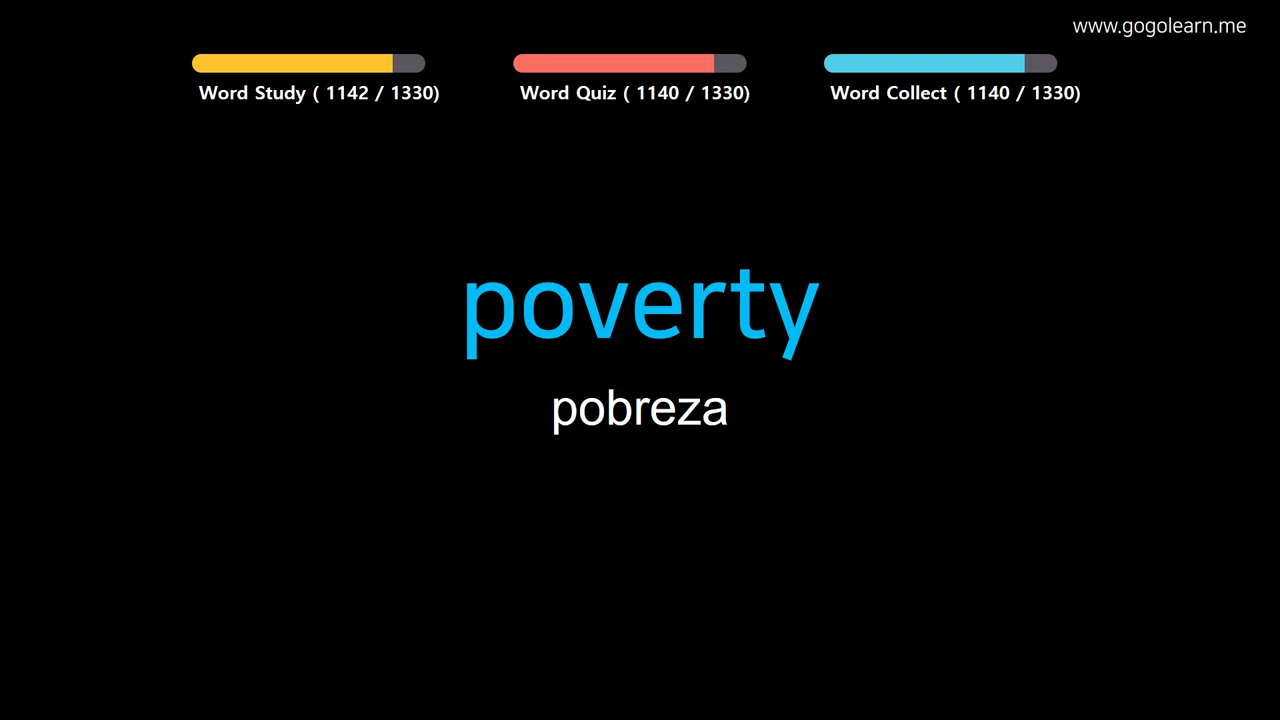 www.gogolearn.me
Word Study ( 1142 / 1330)
Word Quiz ( 1140 / 1330)
Word Collect ( 1140 / 1330)
poverty
pobreza